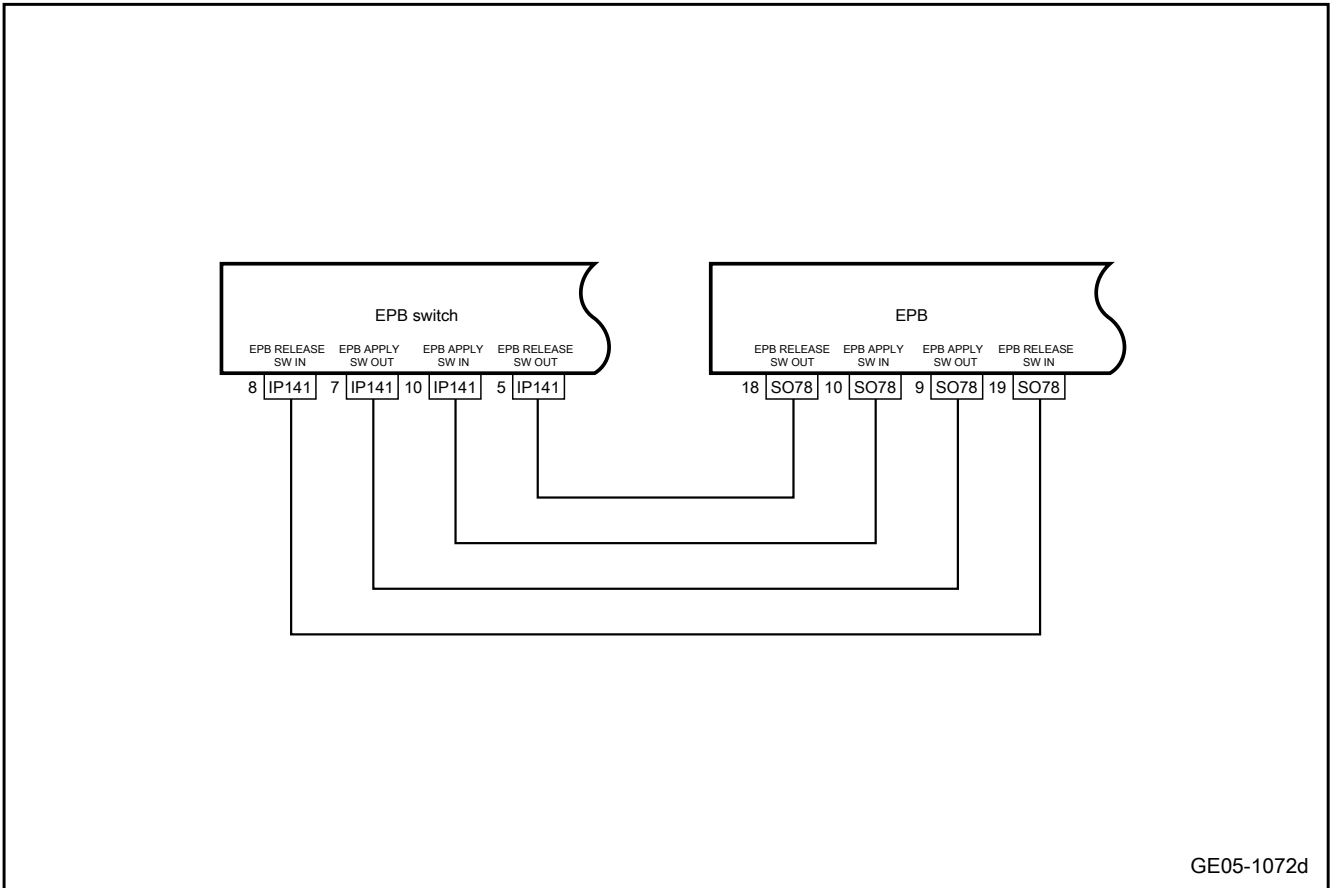 EPB switch
EPB RELEASE SW IN
EPB APPLY SW OUT
EPB APPLY SW IN
EPB RELEASE SW OUT
8 IP141 7 IP141 10 IP141 5 IP141
EPB
EPB RELEASE SW OUT
EPB APPLY SW IN
EPB APPLY SW OUT
EPB RELEASE SW IN
18 SO78 10 SO78 9 SO78 19 SO78
GE05-1072d